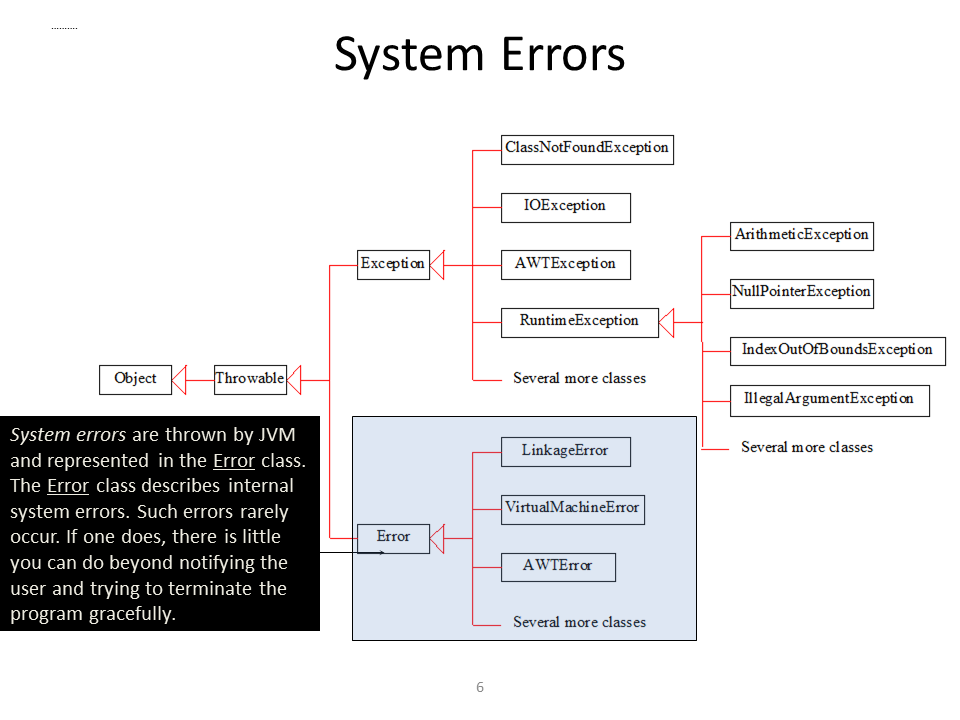 ..........
System Errors
ClassNotFoundException
IOException
ArithmeticException
Exception
AWTException
NullPointerException
RuntimeException
IndexOutOfBoundsException
Object
Throwable
Several more classes
IllegalArgumentException
Several more classes
System errors are thrown by JVM
and represented in the Error class.
The Error class describes internal
system errors. Such errors rarely
occur. If one does, there is little
you can do beyond notifying the
user and trying to terminate the
program gracefully.
LinkageError
VirtualMachineError
Error
AWTError
Several more classes
6